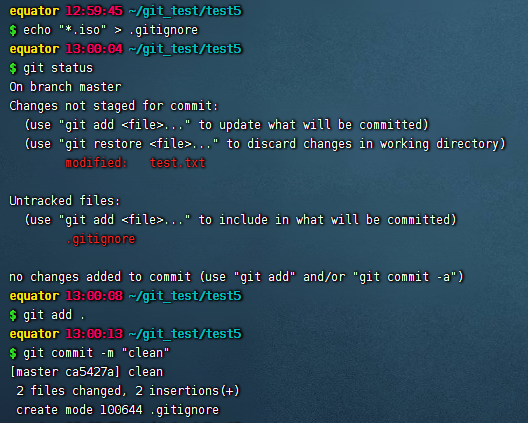 equator 12:59:45 ~/git_test/test5
$ echo "*.iso" > .gitignore
equator 13:00:04 ~/git_test/test5
$ git status
On branch master
Changes not staged for commit:
  (use "git add <file>..." to update what will be committed)
  (use "git restore <file>..." to discard changes in working directory)
        modified:   test.txt

Untracked files:
  (use "git add <file>..." to include in what will be committed)
        .gitignore

no changes added to commit (use "git add" and/or "git commit -a")
equator 13:00:08 ~/git_test/test5
$ git add .
equator 13:00:13 ~/git_test/test5
$ git commit -m "clean"
[master ca5427a] clean
 2 files changed, 2 insertions(+)
 create mode 100644 .gitignore